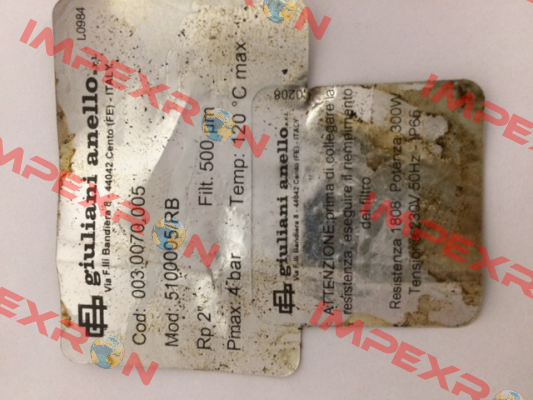 L0984
giuliani anello s.r.l.
Via F.lli Bandiera 8 - 44042 Cento (FE) - ITALY
Cod: 003.0070.005
Mod: 5100005/RB
Rp 2" Filt. 500 µm
Pmax: 4 bar Temp: 120 °C max
L0208
giuliani anello s.r.l.
Via F.lli Bandiera 8 - 44042 Cento (FE) - ITALY
ATTENZIONE:prima di collegare la
resistenza, eseguire il riempimento
del filtro
Resistenza 1808 Potenza 300W
Tensione 230V 50Hz - IP65
IMPEXRON
IMPEXRON
IMPEXRON
IMPEXRON